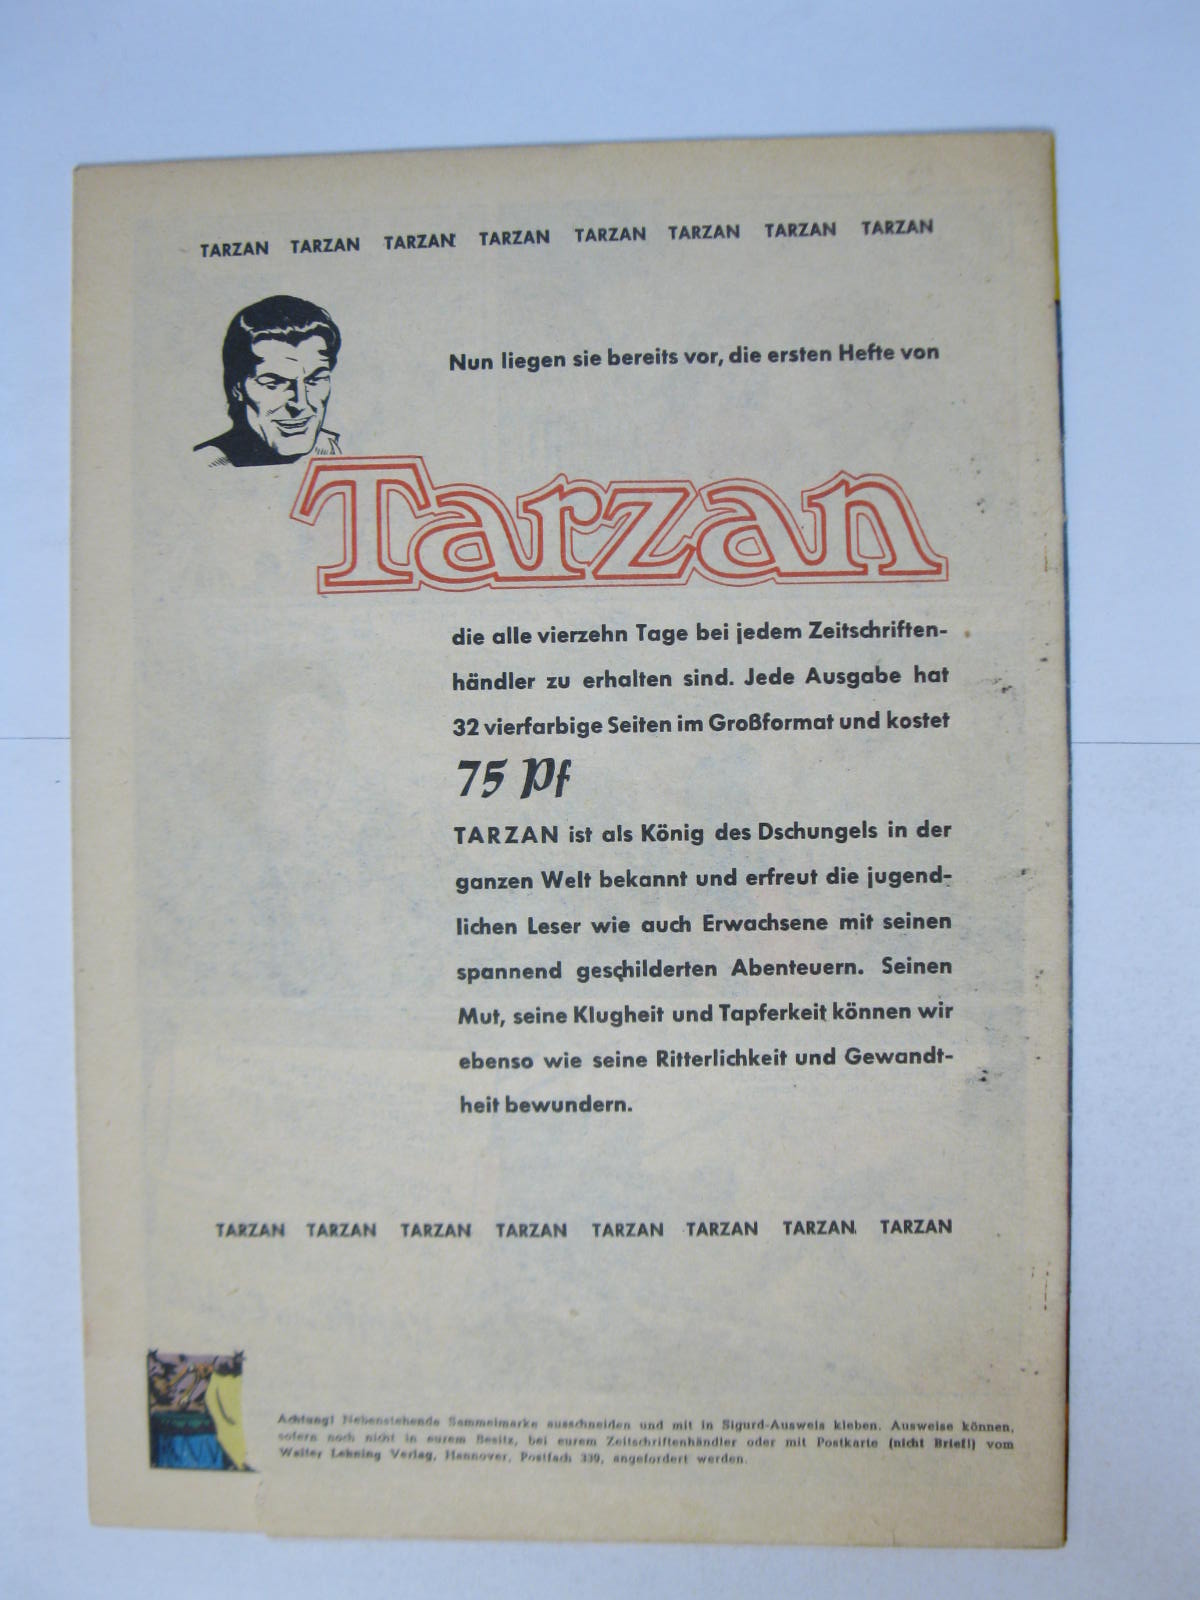 TARZAN TARZAN TARZAN TARZAN TARZAN TARZAN TARZAN TARZAN
Nun liegen sie bereits vor, die ersten Hefte von
Tarzan
die alle vierzehn Tage bei jedem Zeitschriften-
händler zu erhalten sind. Jede Ausgabe hat
32 vierfarbige Seiten im Großformat und kostet
75 Pf
TARZAN ist als König des Dschungels in der
ganzen Welt bekannt und erfreut die jugend-
lichen Leser wie auch Erwachsene mit seinen
spannend geschilderten Abenteuern. Seinen
Mut, seine Klugheit und Tapferkeit können wir
ebenso wie seine Ritterlichkeit und Gewandt-
heit bewundern.
TARZAN TARZAN TARZAN TARZAN TARZAN TARZAN TARZAN TARZAN
Achtung! Nebenstehende Sammelmarke ausschneiden und mit in Sigurd-Ausweis kleben. Ausweise können,
sofern noch nicht in eurem Besitz, bei eurem Zeitschriftenhändler oder mit Postkarte (nicht Brief!) vom
Walter Lehning Verlag, Hannover, Postfach 339, angefordert werden.